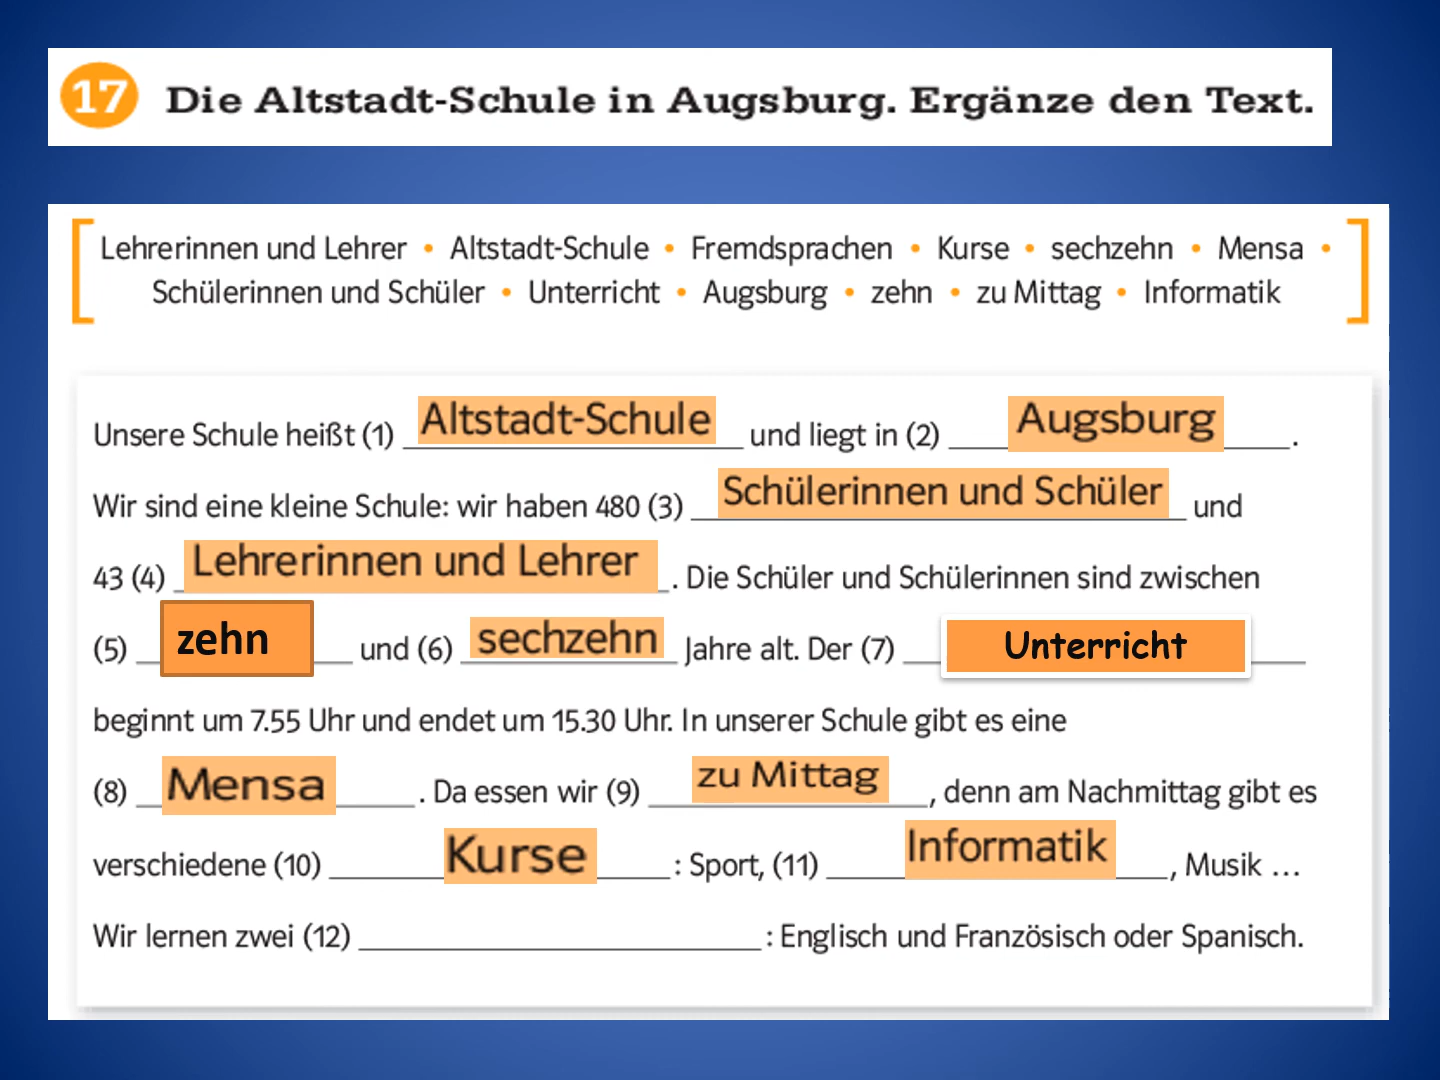 17 Die Altstadt-Schule in Augsburg. Ergänze den Text.
Lehrerinnen und Lehrer • Altstadt-Schule • Fremdsprachen • Kurse • sechzehn • Mensa •
Schülerinnen und Schüler • Unterricht • Augsburg • zehn • zu Mittag • Informatik
Unsere Schule heißt (1) Altstadt-Schule und liegt in (2) Augsburg.
Wir sind eine kleine Schule: wir haben 480 (3) Schülerinnen und Schüler und
43 (4) Lehrerinnen und Lehrer. Die Schüler und Schülerinnen sind zwischen
(5) zehn und (6) sechzehn Jahre alt. Der (7) Unterricht
beginnt um 7.55 Uhr und endet um 15.30 Uhr. In unserer Schule gibt es eine
(8) Mensa. Da essen wir (9) zu Mittag, denn am Nachmittag gibt es
verschiedene (10) Kurse: Sport, (11) Informatik, Musik ...
Wir lernen zwei (12) ____________________: Englisch und Französisch oder Spanisch.